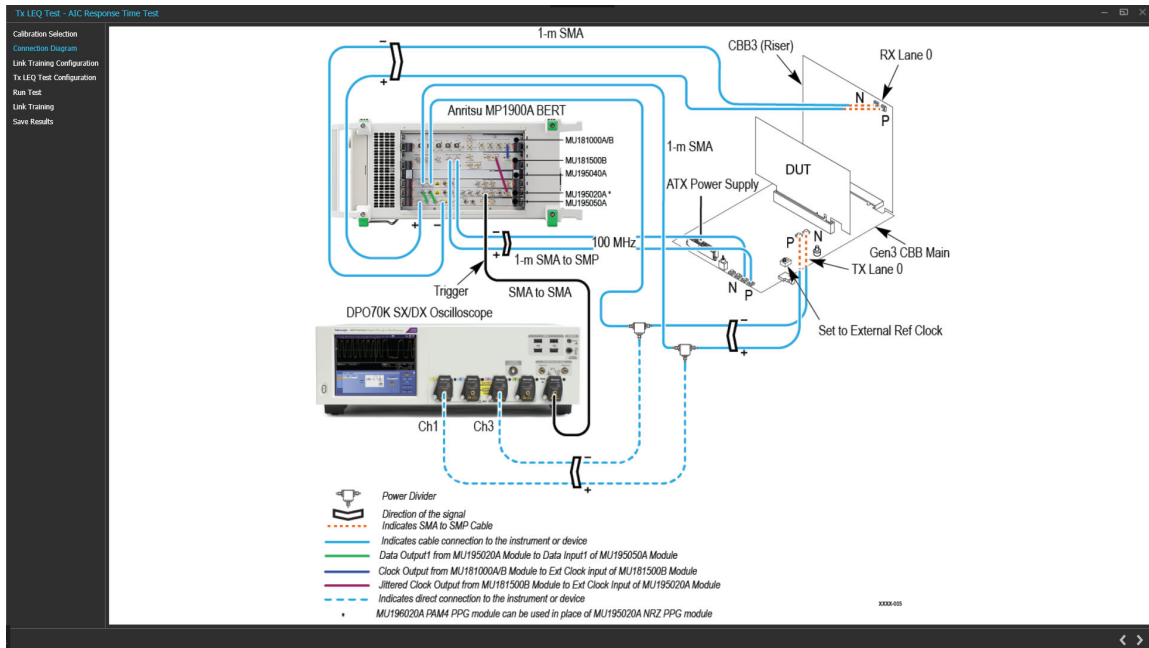 Tx LEQ Test - AIC Response Time Test
Calibration Selection
Connection Diagram
Link Training Configuration
Tx LEQ Test Configuration
Run Test
Link Training
Save Results
1-m SMA
CBB3 (Riser)
RX Lane 0
−
+
N
P
Anritsu MP1900A BERT
MU181000A/B
MU181500B
MU195040A
MU195020A *
MU195050A
1-m SMA
DUT
ATX Power Supply
+ −
−
+
100 MHz
1-m SMA to SMP
P N
Gen3 CBB Main
TX Lane 0
N P
Trigger
SMA to SMA
DPO70K SX/DX Oscilloscope
−
+
Set to External Ref Clock
Ch1 Ch3
−
+
Power Divider
Direction of the signal
Indicates SMA to SMP Cable
Indicates cable connection to the instrument or device
Data Output1 from MU195020A Module to Data Input1 of MU195050A Module
Clock Output from MU181000A/B Module to Ext Clock input of MU181500B Module
Jittered Clock Output from MU181500B Module to Ext Clock Input of MU195020A Module
Indicates direct connection to the instrument or device
* MU196020A PAM4 PPG module can be used in place of MU195020A NRZ PPG module
XXXX-015